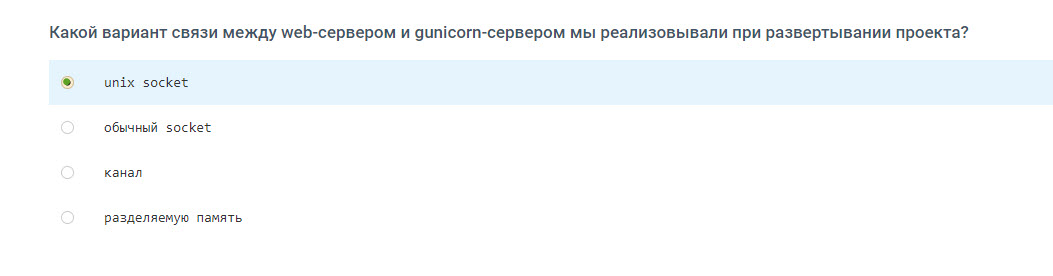 Какой вариант связи между web-сервером и gunicorn-сервером мы реализовывали при развертывании проекта?
unix socket
обычный socket
канал
разделяемую память